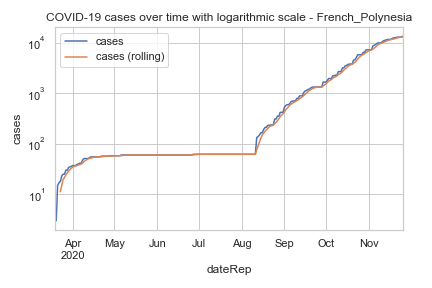 COVID-19 cases over time with logarithmic scale - French_Polynesia
cases
cases (rolling)
10⁴
10³
10²
10¹
cases
Apr
2020
May
Jun
Jul
Aug
Sep
Oct
Nov
dateRep